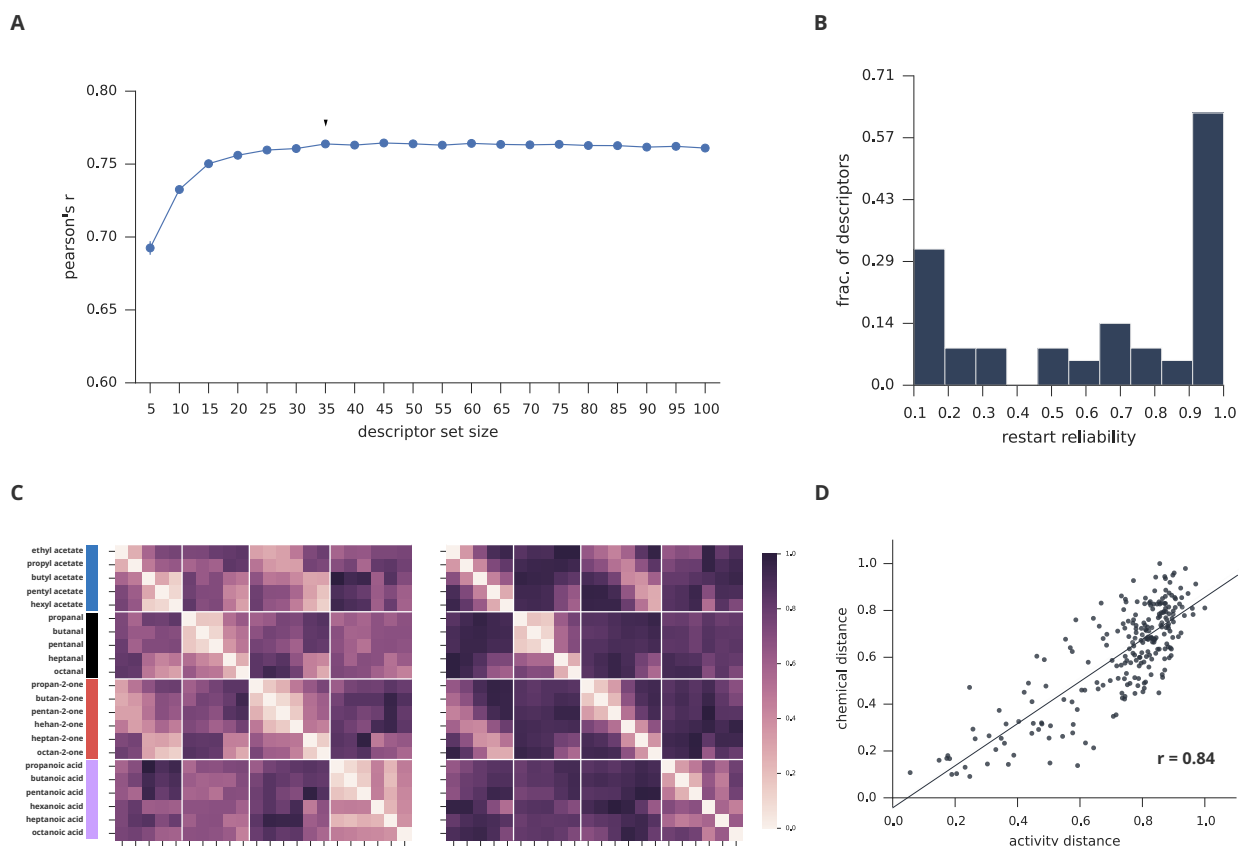 A
B
0.80
0.75
0.70
0.65
0.60
pearson's r
5 10 15 20 25 30 35 40 45 50 55 60 65 70 75 80 85 90 95 100
descriptor set size
0.71
0.57
0.43
0.29
0.14
0.0
frac. of descriptors
0.1 0.2 0.3 0.4 0.5 0.6 0.7 0.8 0.9 1.0
restart reliability
C
D
ethyl acetate
propyl acetate
butyl acetate
pentyl acetate
hexyl acetate
propanal
butanal
pentanal
heptanal
octanal
propan-2-one
butan-2-one
pentan-2-one
hehan-2-one
heptan-2-one
octan-2-one
propanoic acid
butanoic acid
pentanoic acid
hexanoic acid
heptanoic acid
octanoic acid
1.0
0.8
0.6
0.4
0.2
0.0
1.0
0.8
0.6
0.4
0.2
0.0
chemical distance
r = 0.84
0.0 0.2 0.4 0.6 0.8 1.0
activity distance